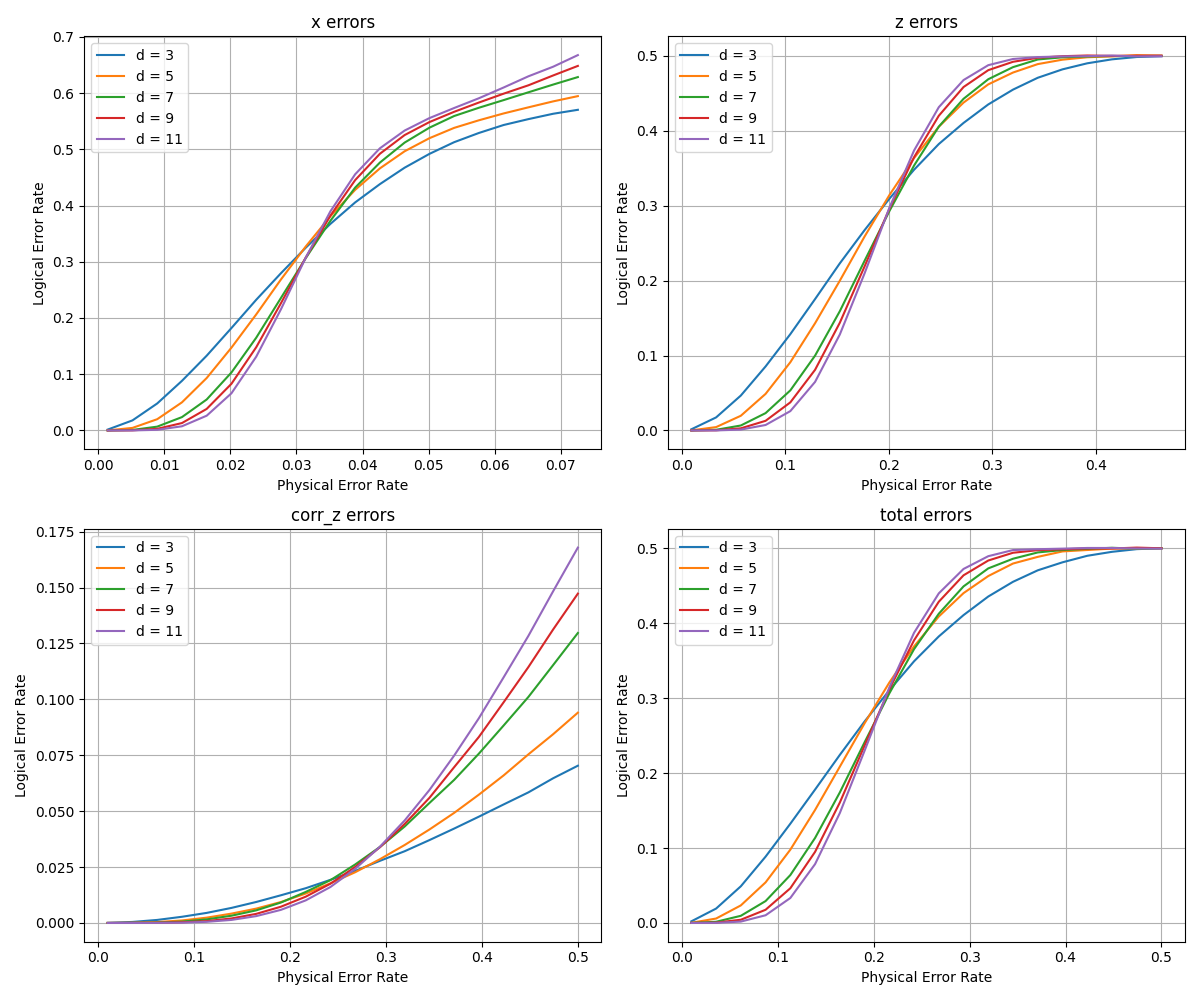 x errors
0.7
0.6
0.5
0.4
0.3
0.2
0.1
0.0
Logical Error Rate
d = 3
d = 5
d = 7
d = 9
d = 11
0.00 0.01 0.02 0.03 0.04 0.05 0.06 0.07
Physical Error Rate
z errors
0.5
0.4
0.3
0.2
0.1
0.0
Logical Error Rate
d = 3
d = 5
d = 7
d = 9
d = 11
0.0 0.1 0.2 0.3 0.4
Physical Error Rate
corr_z errors
0.175
0.150
0.125
0.100
0.075
0.050
0.025
0.000
Logical Error Rate
d = 3
d = 5
d = 7
d = 9
d = 11
0.0 0.1 0.2 0.3 0.4 0.5
Physical Error Rate
total errors
0.5
0.4
0.3
0.2
0.1
0.0
Logical Error Rate
d = 3
d = 5
d = 7
d = 9
d = 11
0.0 0.1 0.2 0.3 0.4 0.5
Physical Error Rate